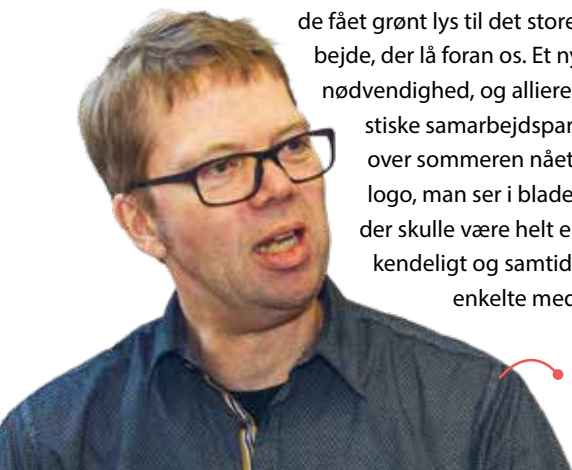 de fået grønt lys til det store
bejde, der lå foran os. Et ny
nødvendighed, og alliere
stiske samarbejdspar
over sommeren nået
logo, man ser i blade
der skulle være helt e
kendeligt og samtid
enkelte med